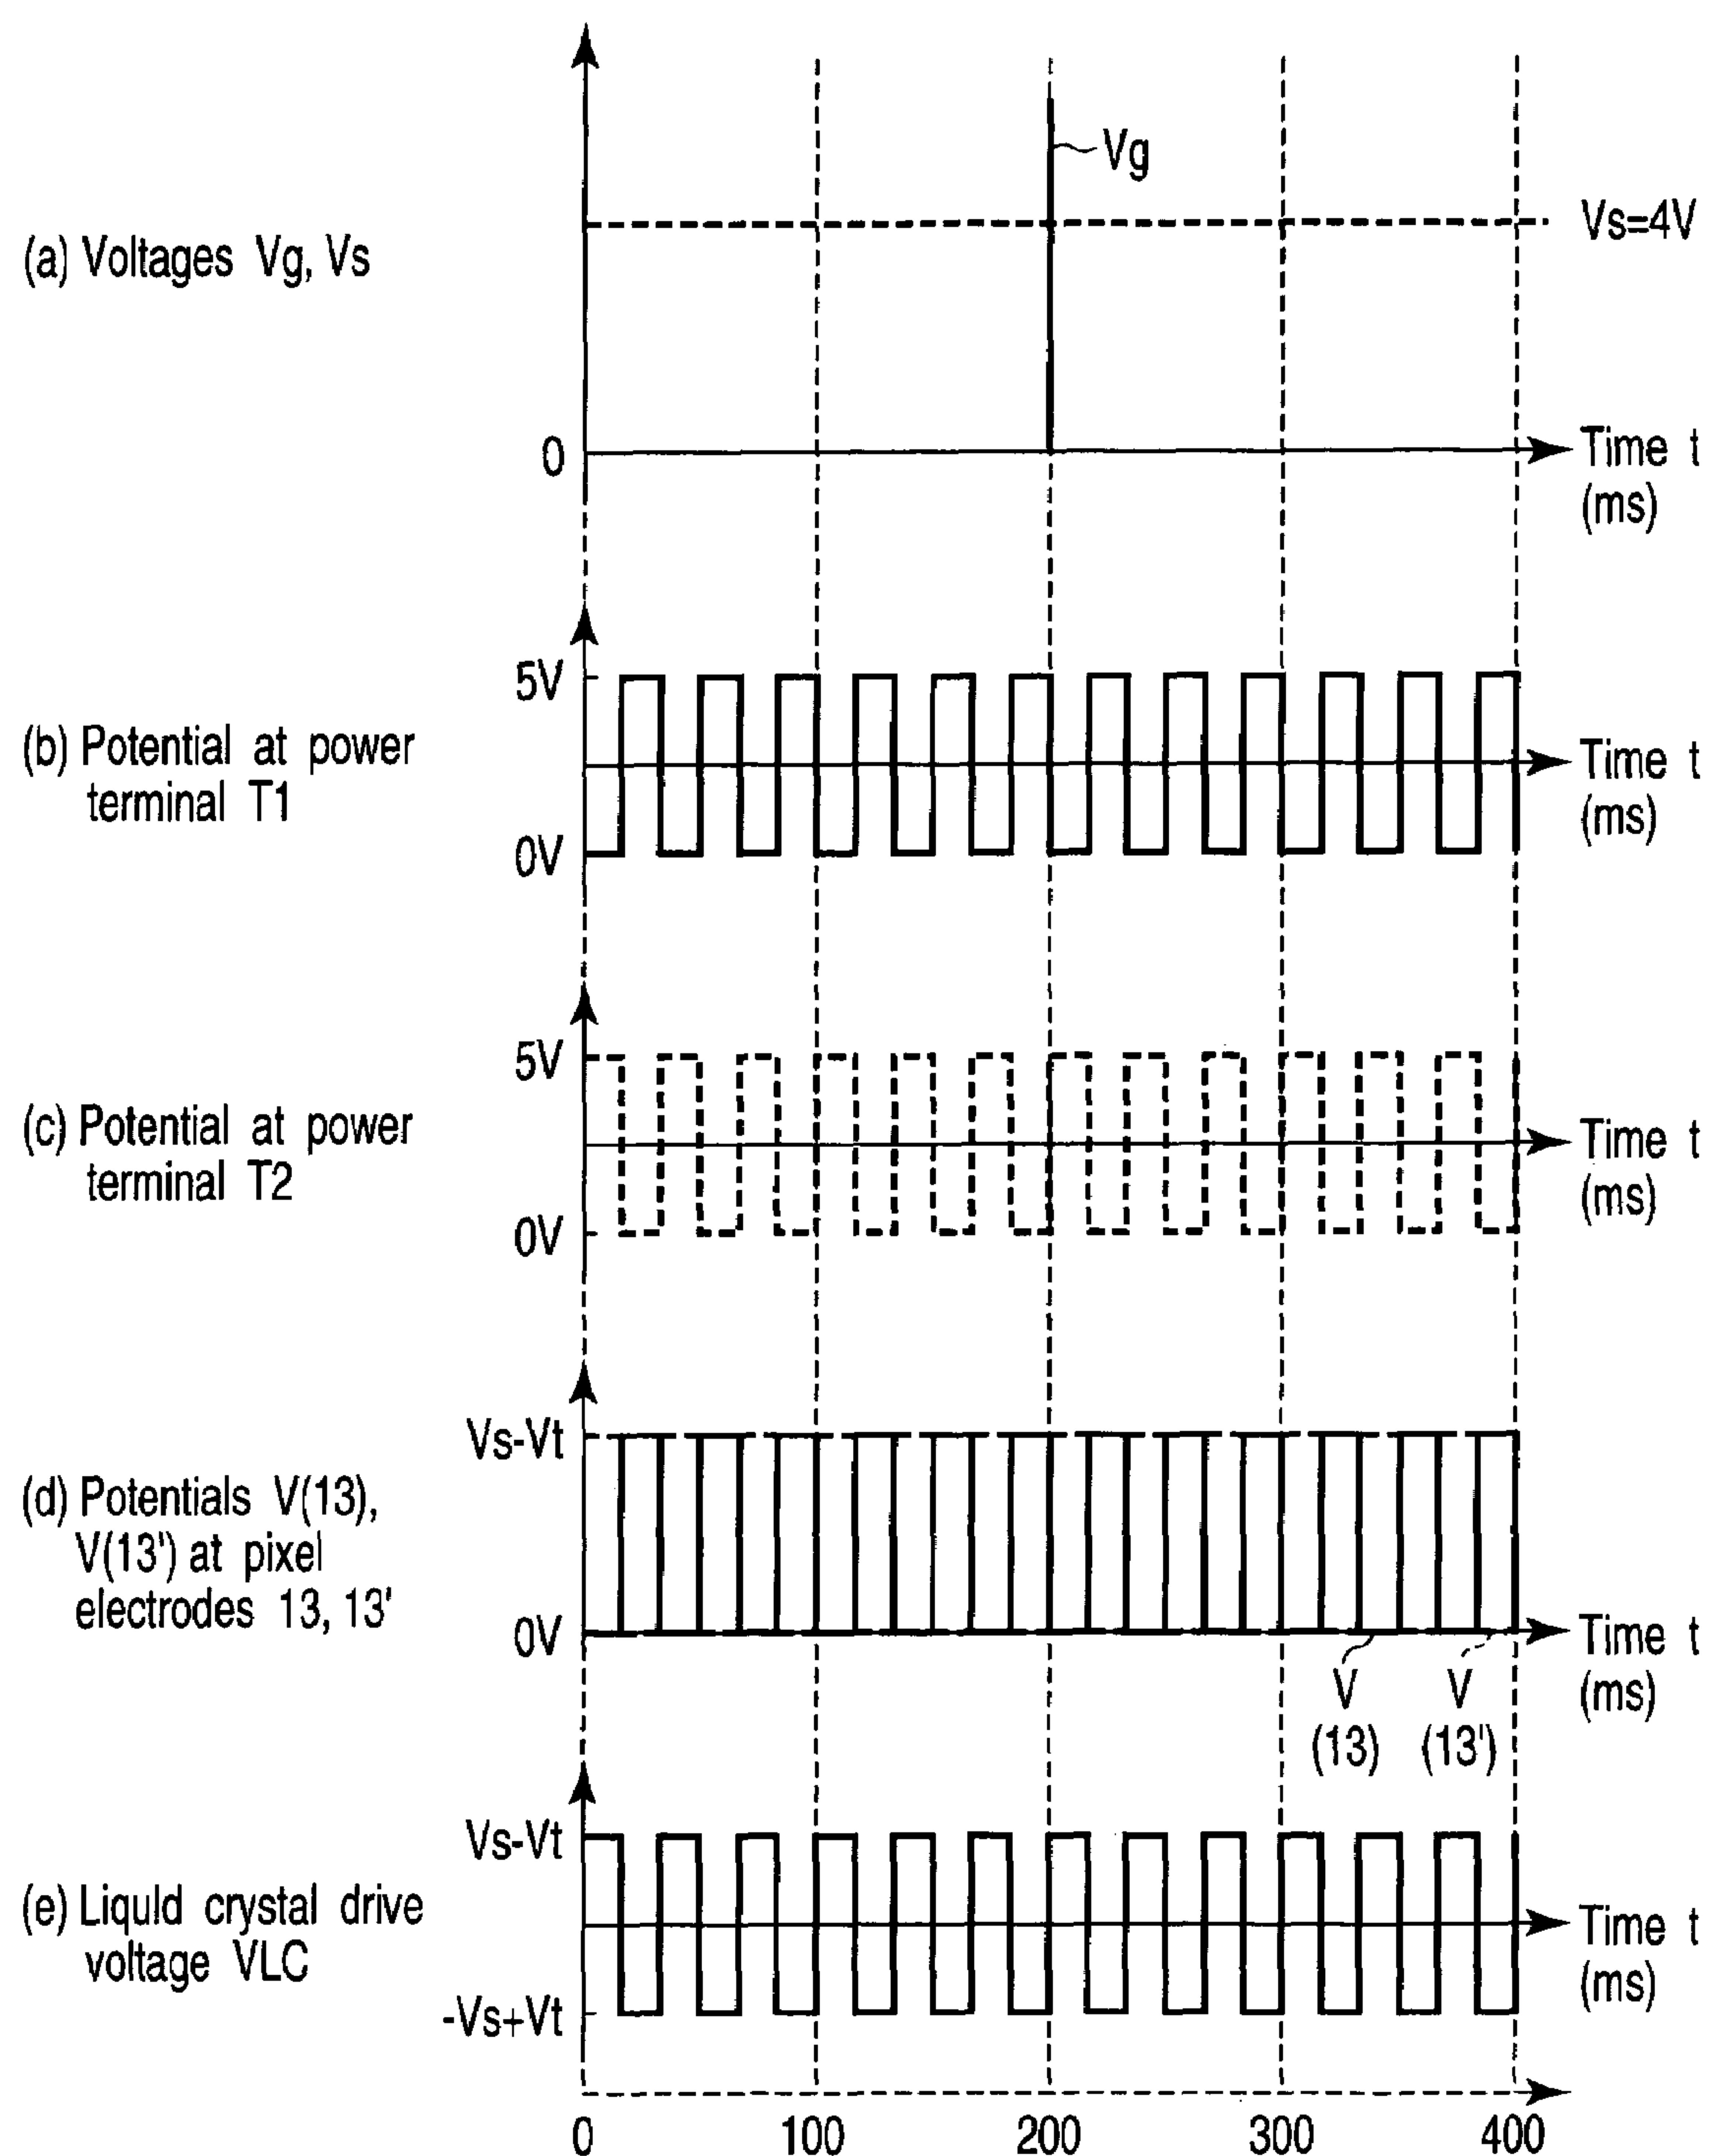 Vg
Vs=4V
(a) Voltages Vg, Vs
0
Time t
(ms)
5V
(b) Potential at power
terminal T1
Time t
(ms)
0V
5V
(c) Potential at power
terminal T2
Time t
(ms)
0V
Vs-Vt
(d) Potentials V(13),
V(13') at pixel
electrodes 13, 13'
0V
Time t
(ms)
V
(13)
V
(13')
Vs-Vt
(e) Liquid crystal drive
voltage VLC
Time t
(ms)
-Vs+Vt
0 100 200 300 400